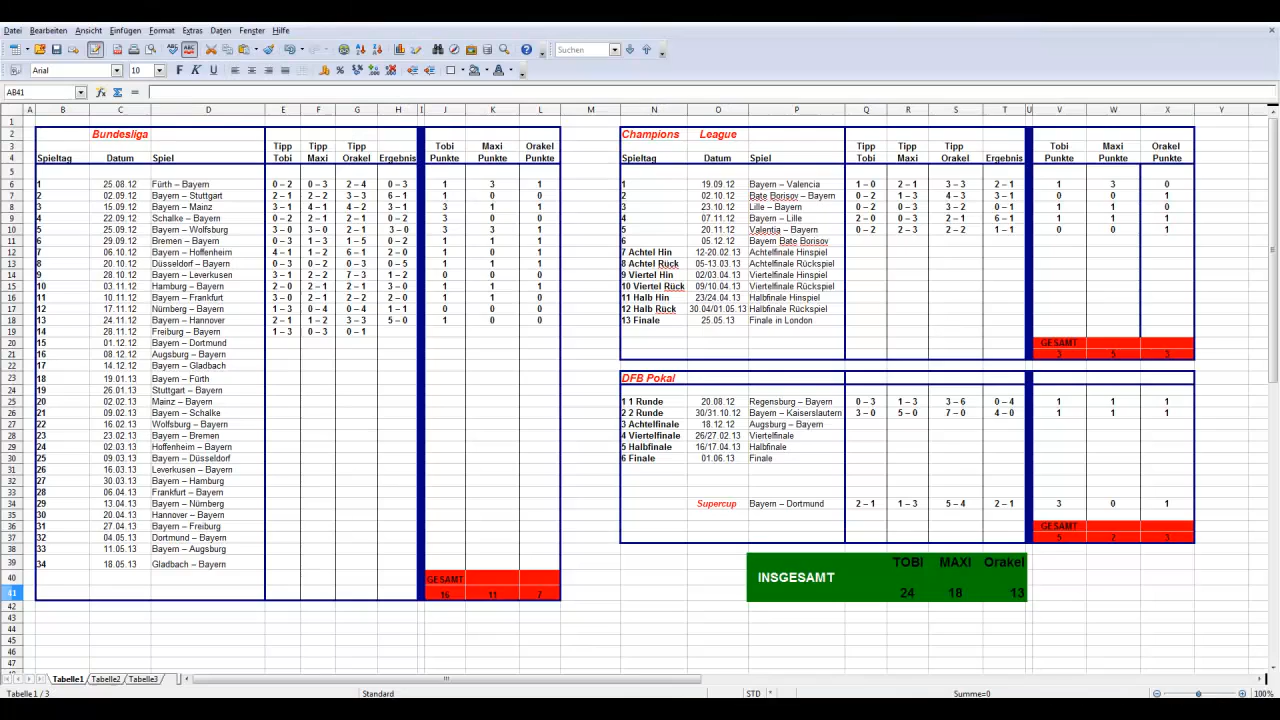 Datei Bearbeiten Ansicht Einfügen Format Extras Daten Fenster Hilfe
Suchen
Arial 10
AB41
A B C D E F G H I J K L M N O P Q R S T U V W X Y
Bundesliga
Tipp Tipp Tipp Tobi Maxi Orakel
Spieltag Datum Spiel Tobi Maxi Orakel Ergebnis Punkte Punkte Punkte
1 25.08.12 Fürth – Bayern 0 – 2 0 – 3 2 – 4 0 – 3 1 3 1
2 02.09.12 Bayern – Stuttgart 2 – 1 2 – 2 3 – 3 6 – 1 1 0 0
3 15.09.12 Bayern – Mainz 3 – 1 4 – 1 4 – 2 3 – 1 3 1 1
4 22.09.12 Schalke – Bayern 0 – 2 1 – 2 2 – 1 0 – 2 3 1 0
5 25.09.12 Bayern – Wolfsburg 3 – 0 3 – 0 2 – 1 3 – 0 3 3 1
6 29.09.12 Bremen – Bayern 0 – 3 1 – 3 1 – 5 0 – 2 1 1 1
7 06.10.12 Bayern – Hoffenheim 4 – 1 1 – 2 6 – 1 2 – 0 1 0 1
8 20.10.12 Düsseldorf – Bayern 1 – 3 0 – 2 0 – 3 0 – 5 1 1 1
9 28.10.12 Bayern – Leverkusen 3 – 1 2 – 2 7 – 3 1 – 2 0 0 0
10 03.11.12 Hamburg – Bayern 2 – 0 2 – 1 2 – 1 3 – 0 1 1 1
11 10.11.12 Bayern – Frankfurt 3 – 0 2 – 1 2 – 2 2 – 0 1 1 0
12 17.11.12 Nürnberg – Bayern 1 – 3 0 – 4 0 – 4 1 – 1 0 0 0
13 24.11.12 Bayern – Hannover 2 – 1 1 – 2 3 – 3 5 – 0 1 0 0
14 28.11.12 Freiburg – Bayern 1 – 3 0 – 3 0 – 1
15 01.12.12 Bayern – Dortmund
16 08.12.12 Augsburg – Bayern
17 14.12.12 Bayern – Gladbach
18 19.01.13 Bayern – Fürth
19 26.01.13 Stuttgart – Bayern
20 02.02.13 Mainz – Bayern
21 09.02.13 Bayern – Schalke
22 16.02.13 Wolfsburg – Bayern
23 23.02.13 Bayern – Bremen
24 02.03.13 Hoffenheim – Bayern
25 09.03.13 Bayern – Düsseldorf
26 16.03.13 Leverkusen – Bayern
27 30.03.13 Bayern – Hamburg
28 06.04.13 Frankfurt – Bayern
29 13.04.13 Bayern – Nürnberg
30 20.04.13 Hannover – Bayern
31 27.04.13 Bayern – Freiburg
32 04.05.13 Dortmund – Bayern
33 11.05.13 Bayern – Augsburg
34 18.05.13 Gladbach – Bayern
GESAMT
16 11 7
Champions League
Tipp Tipp Tipp Tobi Maxi Orakel
Spieltag Datum Spiel Tobi Maxi Orakel Ergebnis Punkte Punkte Punkte
1 19.09.12 Bayern – Valencia 1 – 0 2 – 1 3 – 3 2 – 1 1 3 0
2 02.10.12 Bate Borisov – Bayern 0 – 2 1 – 3 4 – 3 3 – 1 0 0 1
3 23.10.12 Lille – Bayern 0 – 2 0 – 3 3 – 2 0 – 1 1 1 0
4 07.11.12 Bayern – Lille 2 – 0 0 – 3 2 – 1 6 – 1 1 0 1
5 20.11.12 Valentia – Bayern 0 – 2 2 – 3 2 – 2 1 – 1 0 0 1
6 05.12.12 Bayern Bate Borisov
7 Achtel Hin 12-20.02.13 Achtelfinale Hinspiel
8 Achtel Rück 05-13.03.13 Achtelfinale Rückspiel
9 Viertel Hin 02/03.04.13 Viertelfinale Hinspiel
10 Viertel Rück 09/10.04.13 Viertelfinale Rückspiel
11 Halb Hin 23/24.04.13 Halbfinale Hinspiel
12 Halb Rück 30.04/01.05.13 Halbfinale Rückspiel
13 Finale 25.05.13 Finale in London
GESAMT
3 5 3
DFB Pokal
1 1 Runde 20.08.12 Regensburg – Bayern 0 – 3 1 – 3 3 – 6 0 – 4 1 1 1
2 2 Runde 30/31.10.12 Bayern – Kaiserslautern 3 – 0 5 – 0 7 – 0 4 – 0 1 1 1
3 Achtelfinale 18.12.12 Augsburg – Bayern
4 Viertelfinale 26/27.02.13 Viertelfinale
5 Halbfinale 16/17.04.13 Halbfinale
6 Finale 01.06.13 Finale
Supercup Bayern – Dortmund 2 – 1 1 – 3 5 – 4 2 – 1 3 0 1
GESAMT
5 2 3
TOBI MAXI Orakel
INSGESAMT
24 18 13
Tabelle1 Tabelle2 Tabelle3
Tabelle 1 / 3 Standard STD * Summe=0 100%